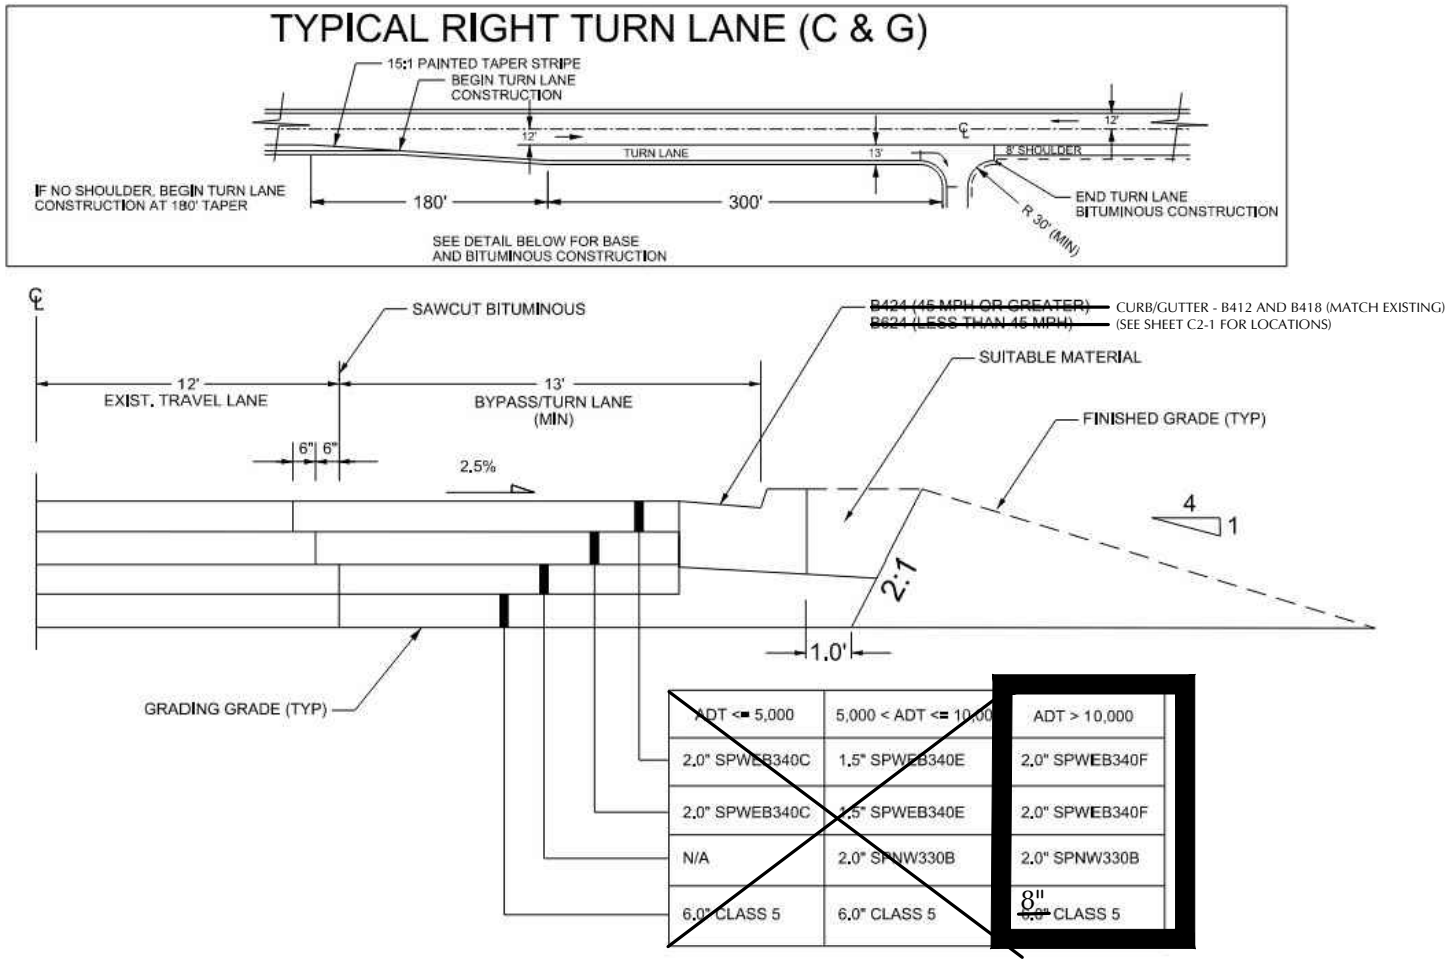 TYPICAL RIGHT TURN LANE (C & G)
15:1 PAINTED TAPER STRIPE
BEGIN TURN LANE
CONSTRUCTION
12'
12'
℄
TURN LANE
13'
8' SHOULDER
IF NO SHOULDER, BEGIN TURN LANE
CONSTRUCTION AT 180' TAPER
180'
300'
R 30' (MIN)
END TURN LANE
BITUMINOUS CONSTRUCTION
SEE DETAIL BELOW FOR BASE
AND BITUMINOUS CONSTRUCTION
℄
SAWCUT BITUMINOUS
B424 (45 MPH OR GREATER)
B624 (LESS THAN 45 MPH)
CURB/GUTTER - B412 AND B418 (MATCH EXISTING)
(SEE SHEET C2-1 FOR LOCATIONS)
SUITABLE MATERIAL
12'
EXIST. TRAVEL LANE
13'
BYPASS/TURN LANE
(MIN)
FINISHED GRADE (TYP)
6" 6"
2.5%
4
1
2:1
1.0'
GRADING GRADE (TYP)
ADT <= 5,000 5,000 < ADT <= 10,00 ADT > 10,000
2.0" SPWEB340C 1.5" SPWEB340E 2.0" SPWEB340F
2.0" SPWEB340C 1.5" SPWEB340E 2.0" SPWEB340F
N/A 2.0" SPNW330B 2.0" SPNW330B
8"
6.0" CLASS 5 6.0" CLASS 5 6.0" CLASS 5